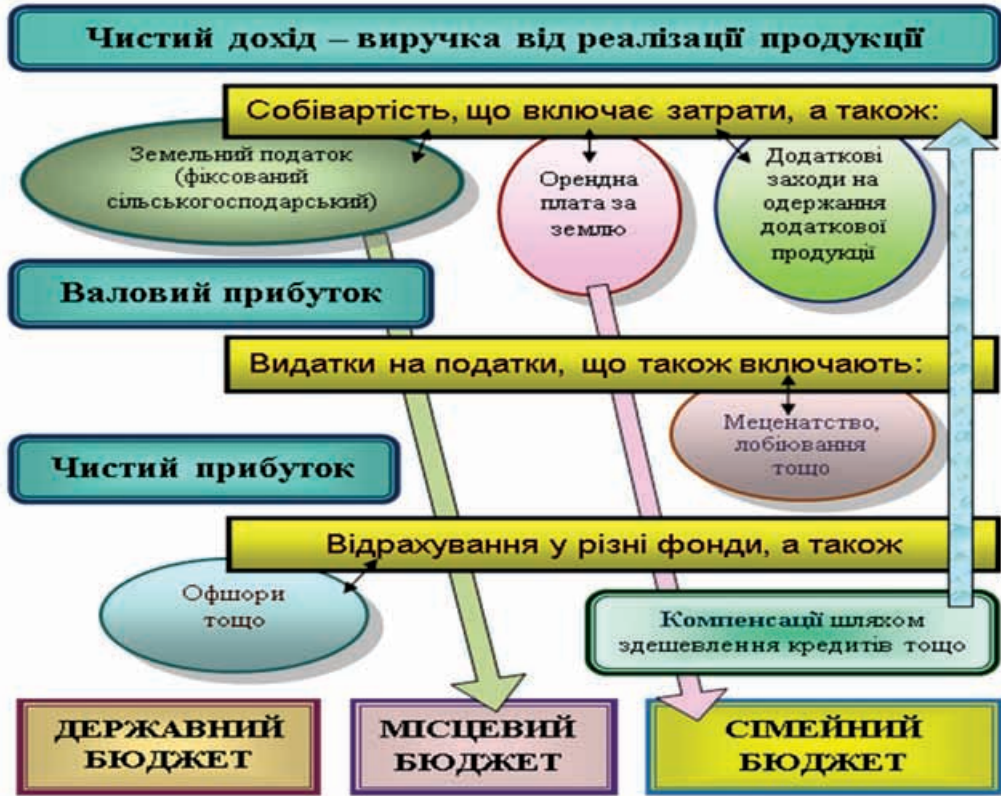 Чистий дохід – виручка від реалізації продукції
Собівартість, що включає затрати, а також:
Земельний податок
(фіксований
сільськогосподарський)
Орендна
плата за
землю
Додаткові
заходи на
одержання
додаткової
продукції
Валовий прибуток
Видатки на податки, що також включають:
Меценатство,
лобіювання
тощо
Чистий прибуток
Відрахування у різні фонди, а також
Офшори
тощо
Компенсації шляхом
здешевлення кредитів тощо
ДЕРЖАВНИЙ
БЮДЖЕТ
МІСЦЕВИЙ
БЮДЖЕТ
СІМЕЙНИЙ
БЮДЖЕТ